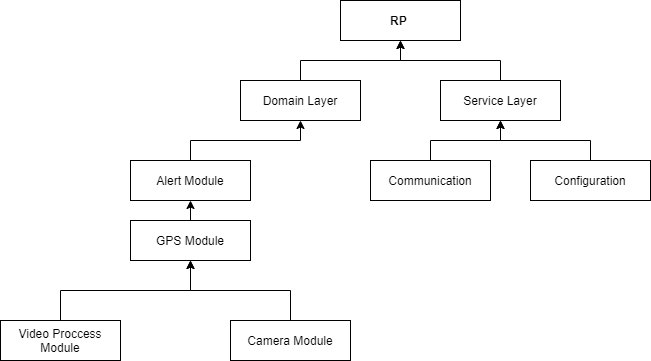 RP
Domain Layer
Service Layer
Alert Module
Communication
Configuration
GPS Module
Video Proccess
Module
Camera Module